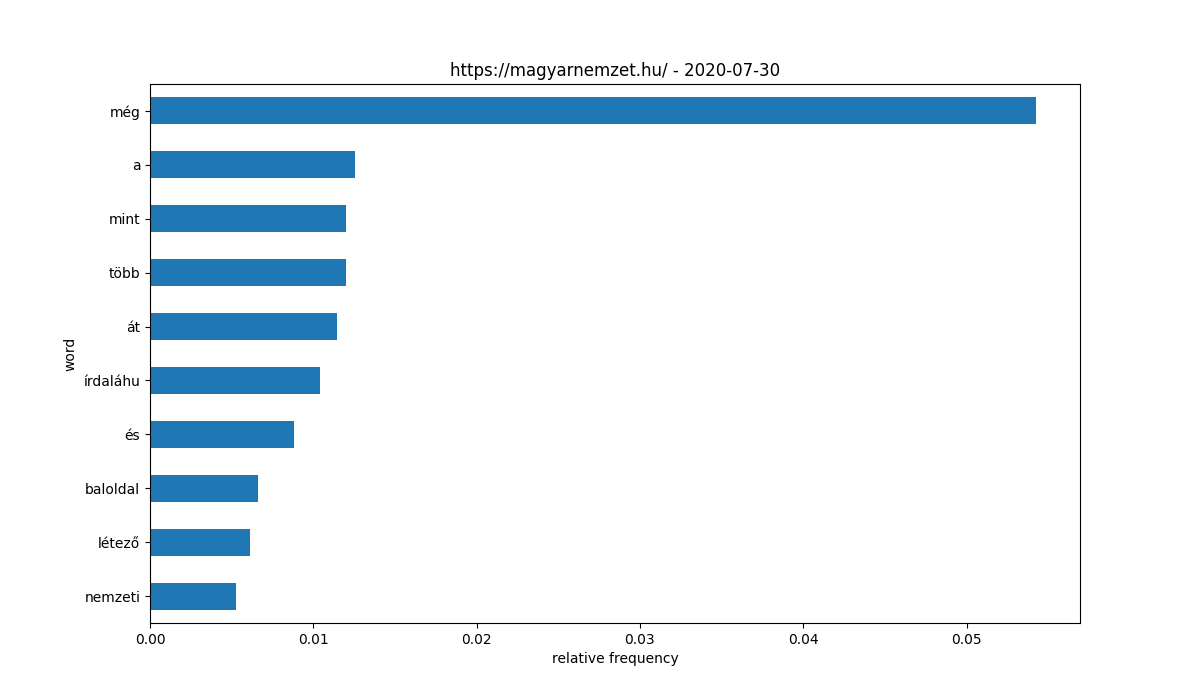 https://magyarnemzet.hu/ - 2020-07-30
még
a
mint
több
át
írdaláhu
és
baloldal
létező
nemzeti
word
0.00 0.01 0.02 0.03 0.04 0.05
relative frequency